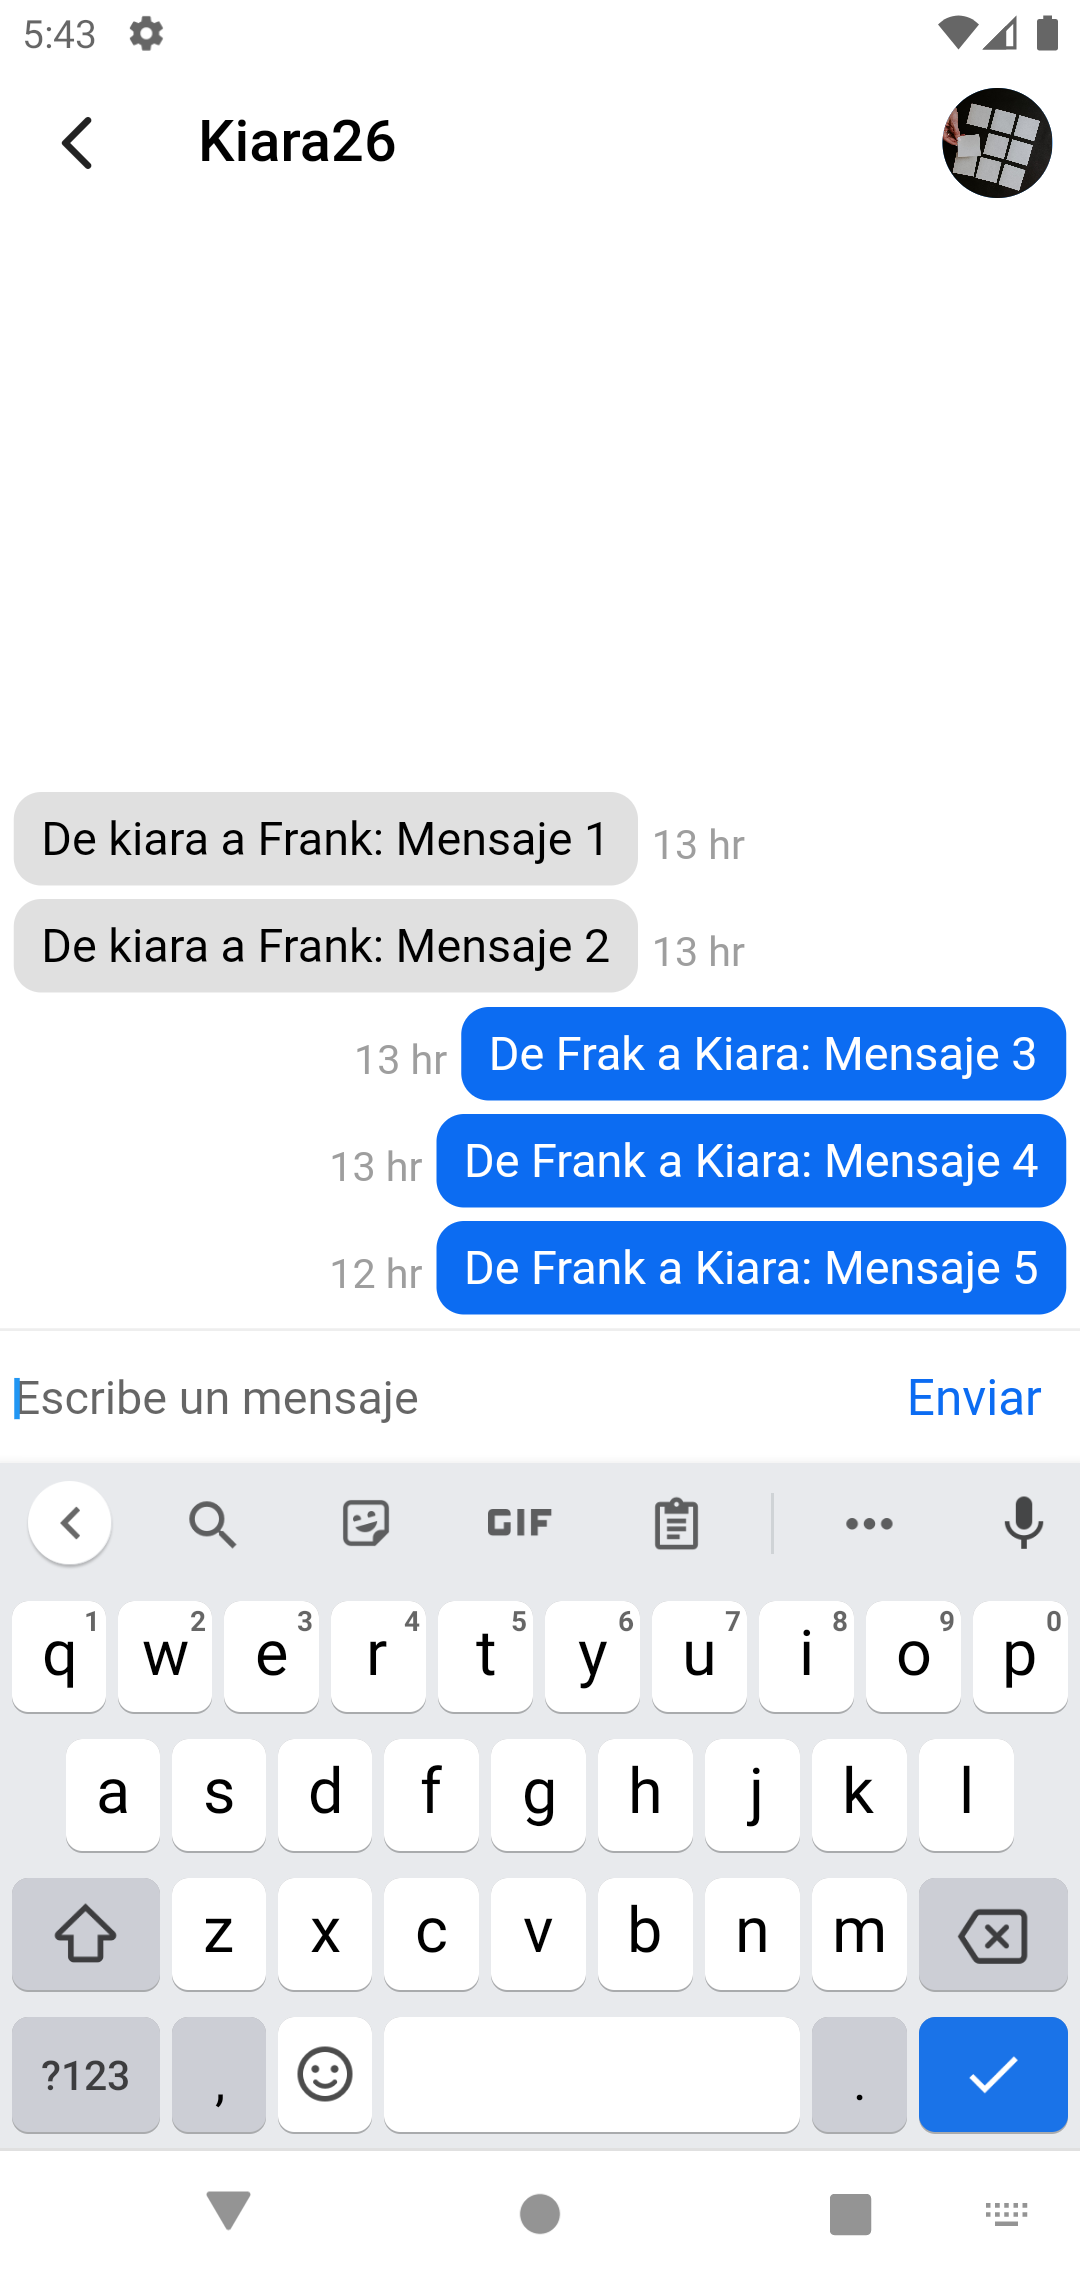 5:43
Kiara26
De kiara a Frank: Mensaje 1 13 hr
De kiara a Frank: Mensaje 2 13 hr
13 hr De Frak a Kiara: Mensaje 3
13 hr De Frank a Kiara: Mensaje 4
12 hr De Frank a Kiara: Mensaje 5
Escribe un mensaje Enviar
GIF
q 1 w 2 e 3 r 4 t 5 y 6 u 7 i 8 o 9 p 0
a s d f g h j k l
z x c v b n m
?123 , .